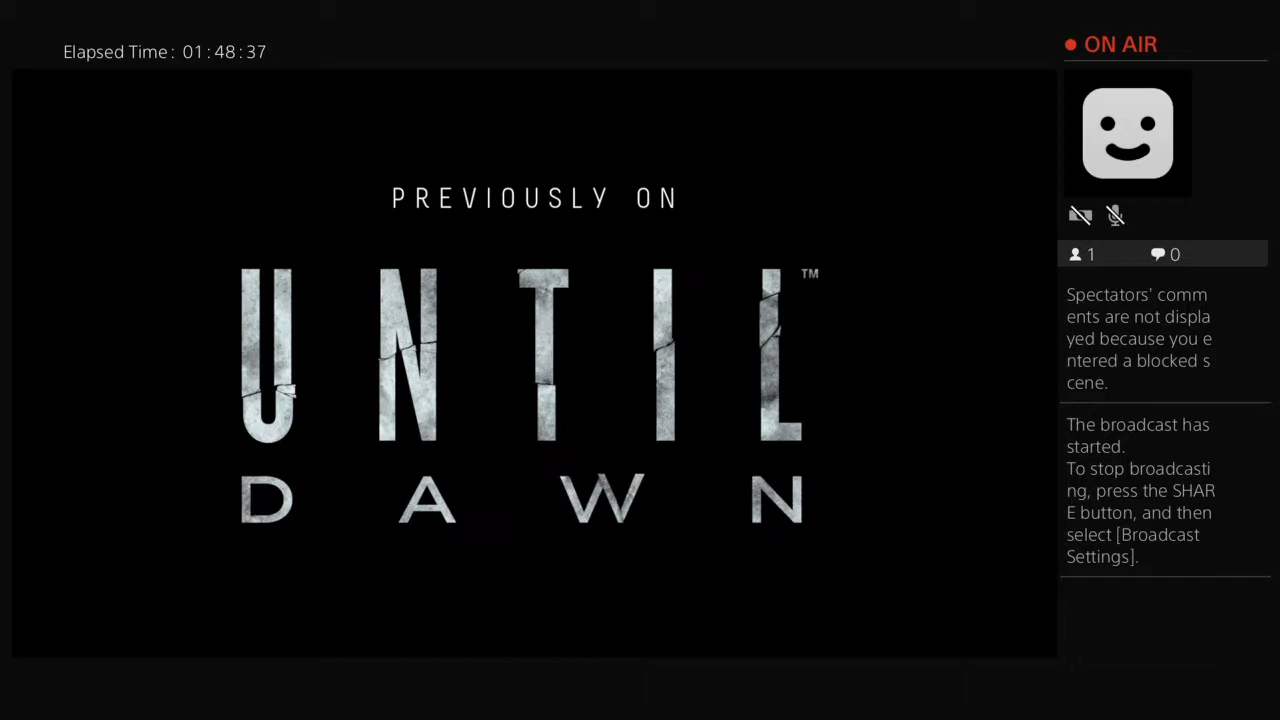 Elapsed Time: 01:48:37
ON AIR
PREVIOUSLY ON
UNTIL™
DAWN
1 0
Spectators' comm
ents are not displa
yed because you e
ntered a blocked s
cene.
The broadcast has
started.
To stop broadcasti
ng, press the SHAR
E button, and then
select [Broadcast
Settings].